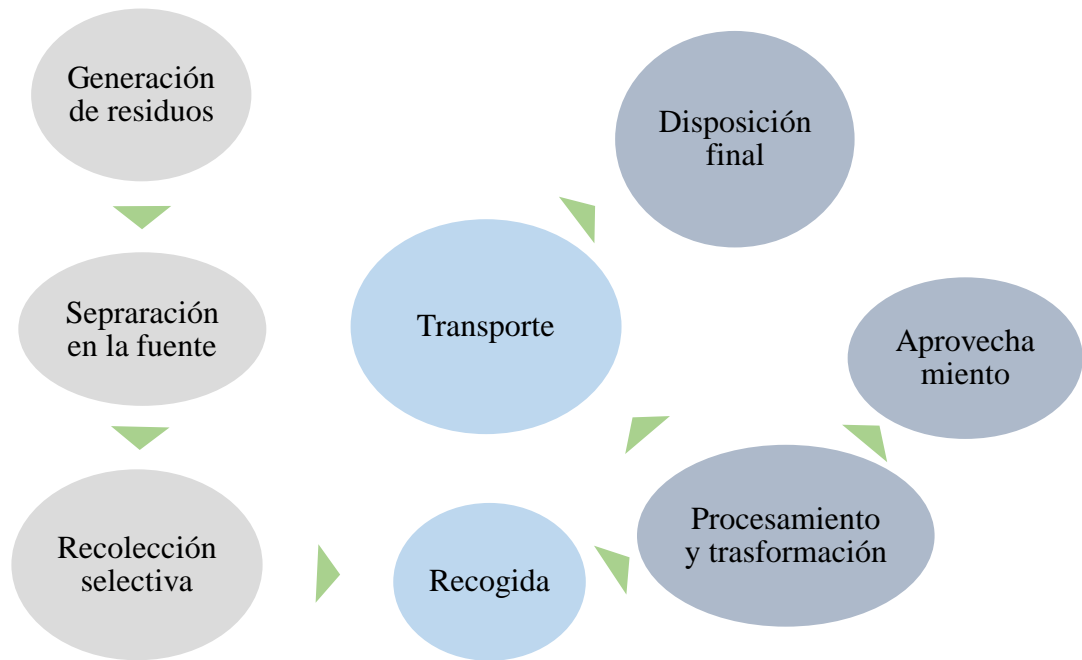 Generación
de residuos
Sepraración
en la fuente
Recolección
selectiva
Recogida
Transporte
Disposición
final
Procesamiento
y trasformación
Aprovecha
miento